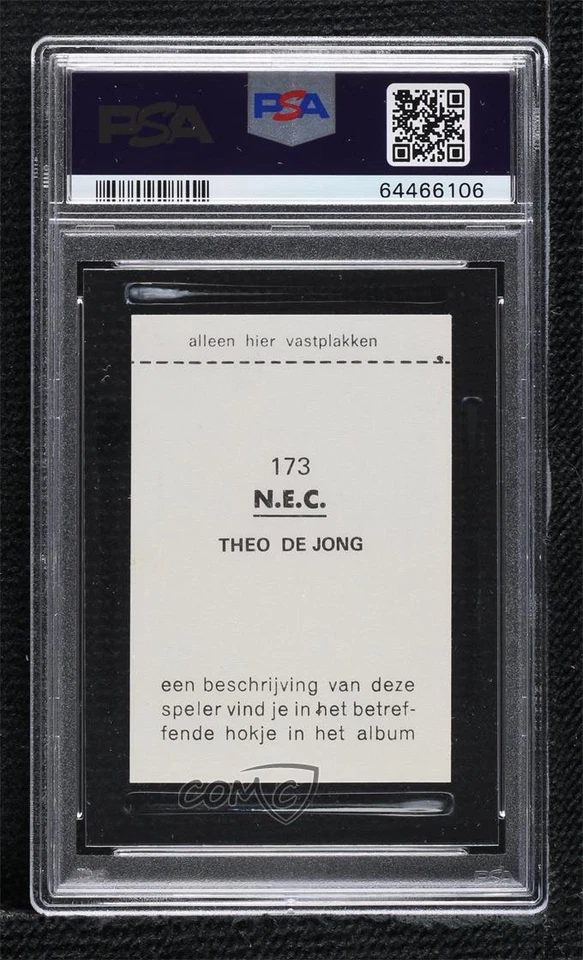 PSA
PSA
64466106
alleen hier vastplakken
173
N.E.C.
THEO DE JONG
een beschrijving van deze
speler vind je in het betref-
fende hokje in het album
COMC
PSA